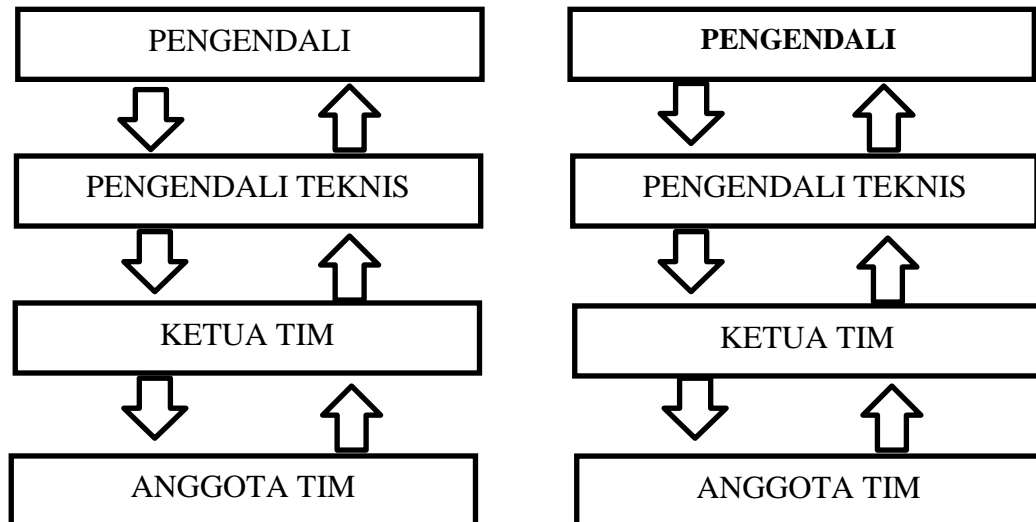 PENGENDALI
PENGENDALI TEKNIS
KETUA TIM
ANGGOTA TIM
PENGENDALI
PENGENDALI TEKNIS
KETUA TIM
ANGGOTA TIM